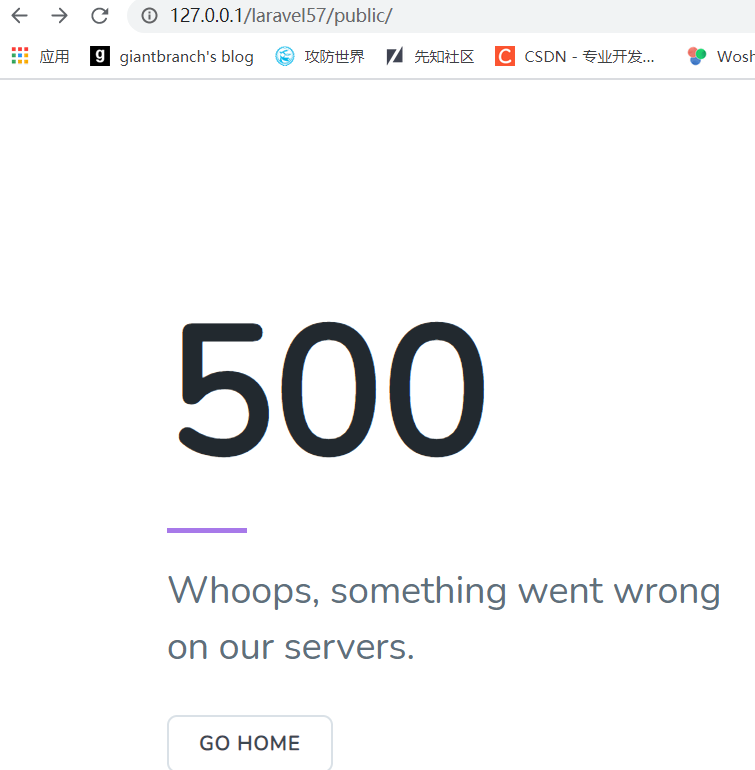 127.0.0.1/laravel57/public/
应用 g giantbranch's blog 攻防世界 先知社区 C CSDN - 专业开发... Wosh
500
Whoops, something went wrong
on our servers.
GO HOME